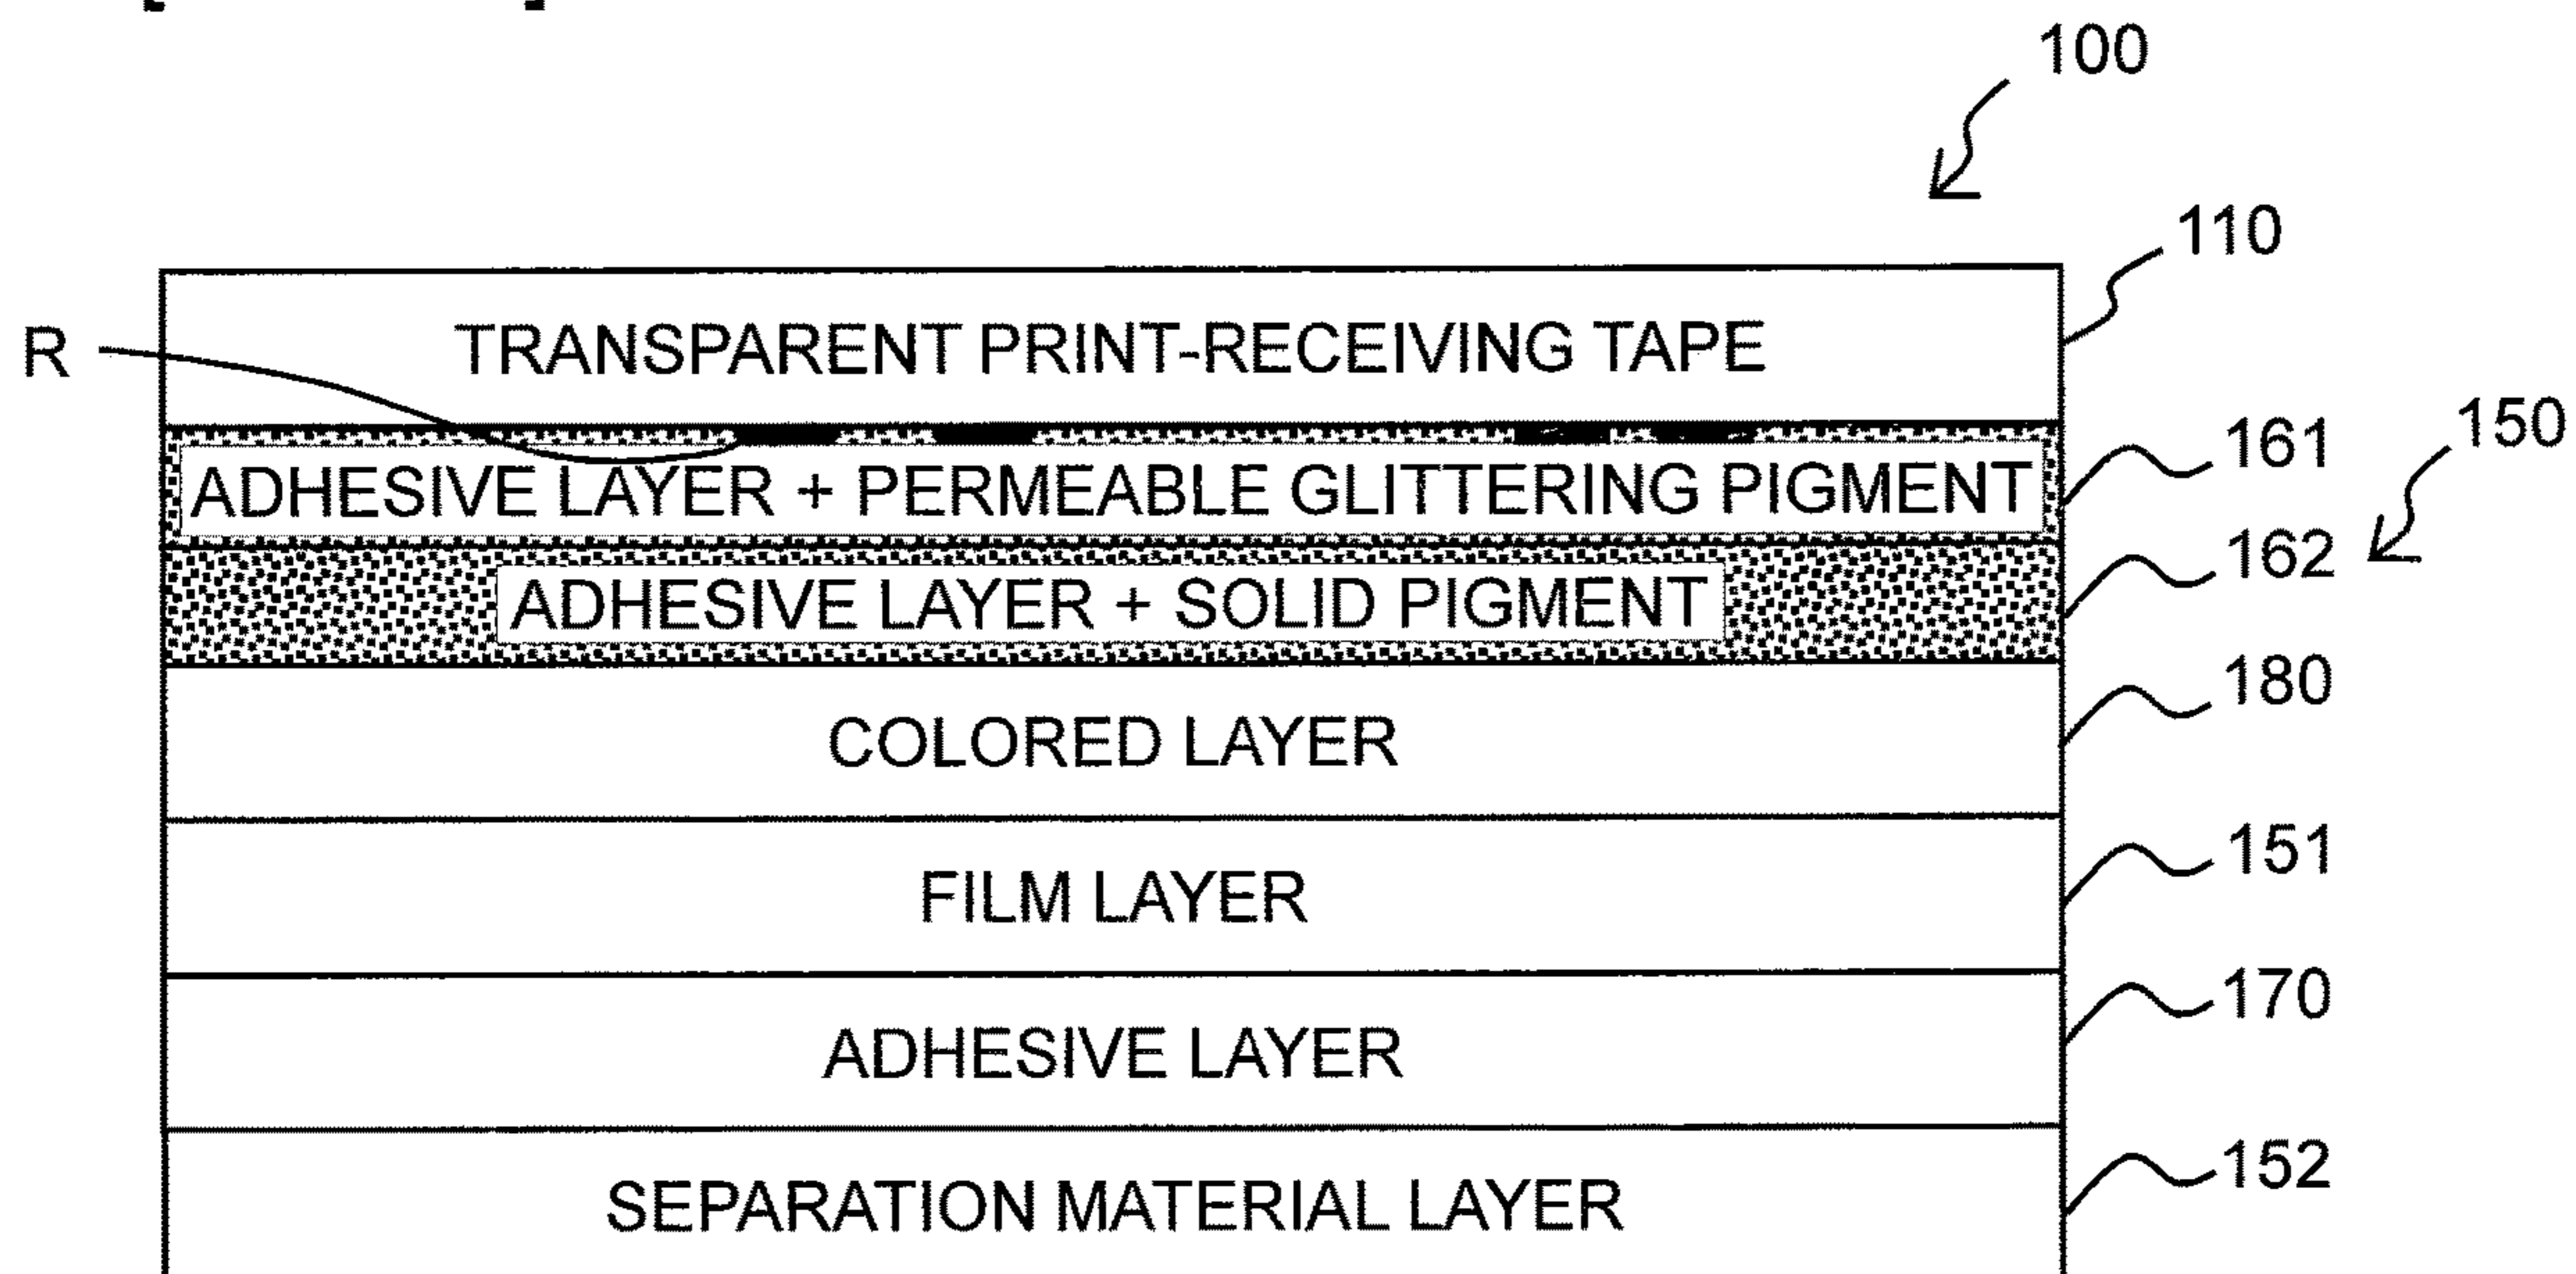 100
110
TRANSPARENT PRINT-RECEIVING TAPE
R
150
161
ADHESIVE LAYER + PERMEABLE GLITTERING PIGMENT
162
ADHESIVE LAYER + SOLID PIGMENT
180
COLORED LAYER
151
FILM LAYER
170
ADHESIVE LAYER
152
SEPARATION MATERIAL LAYER